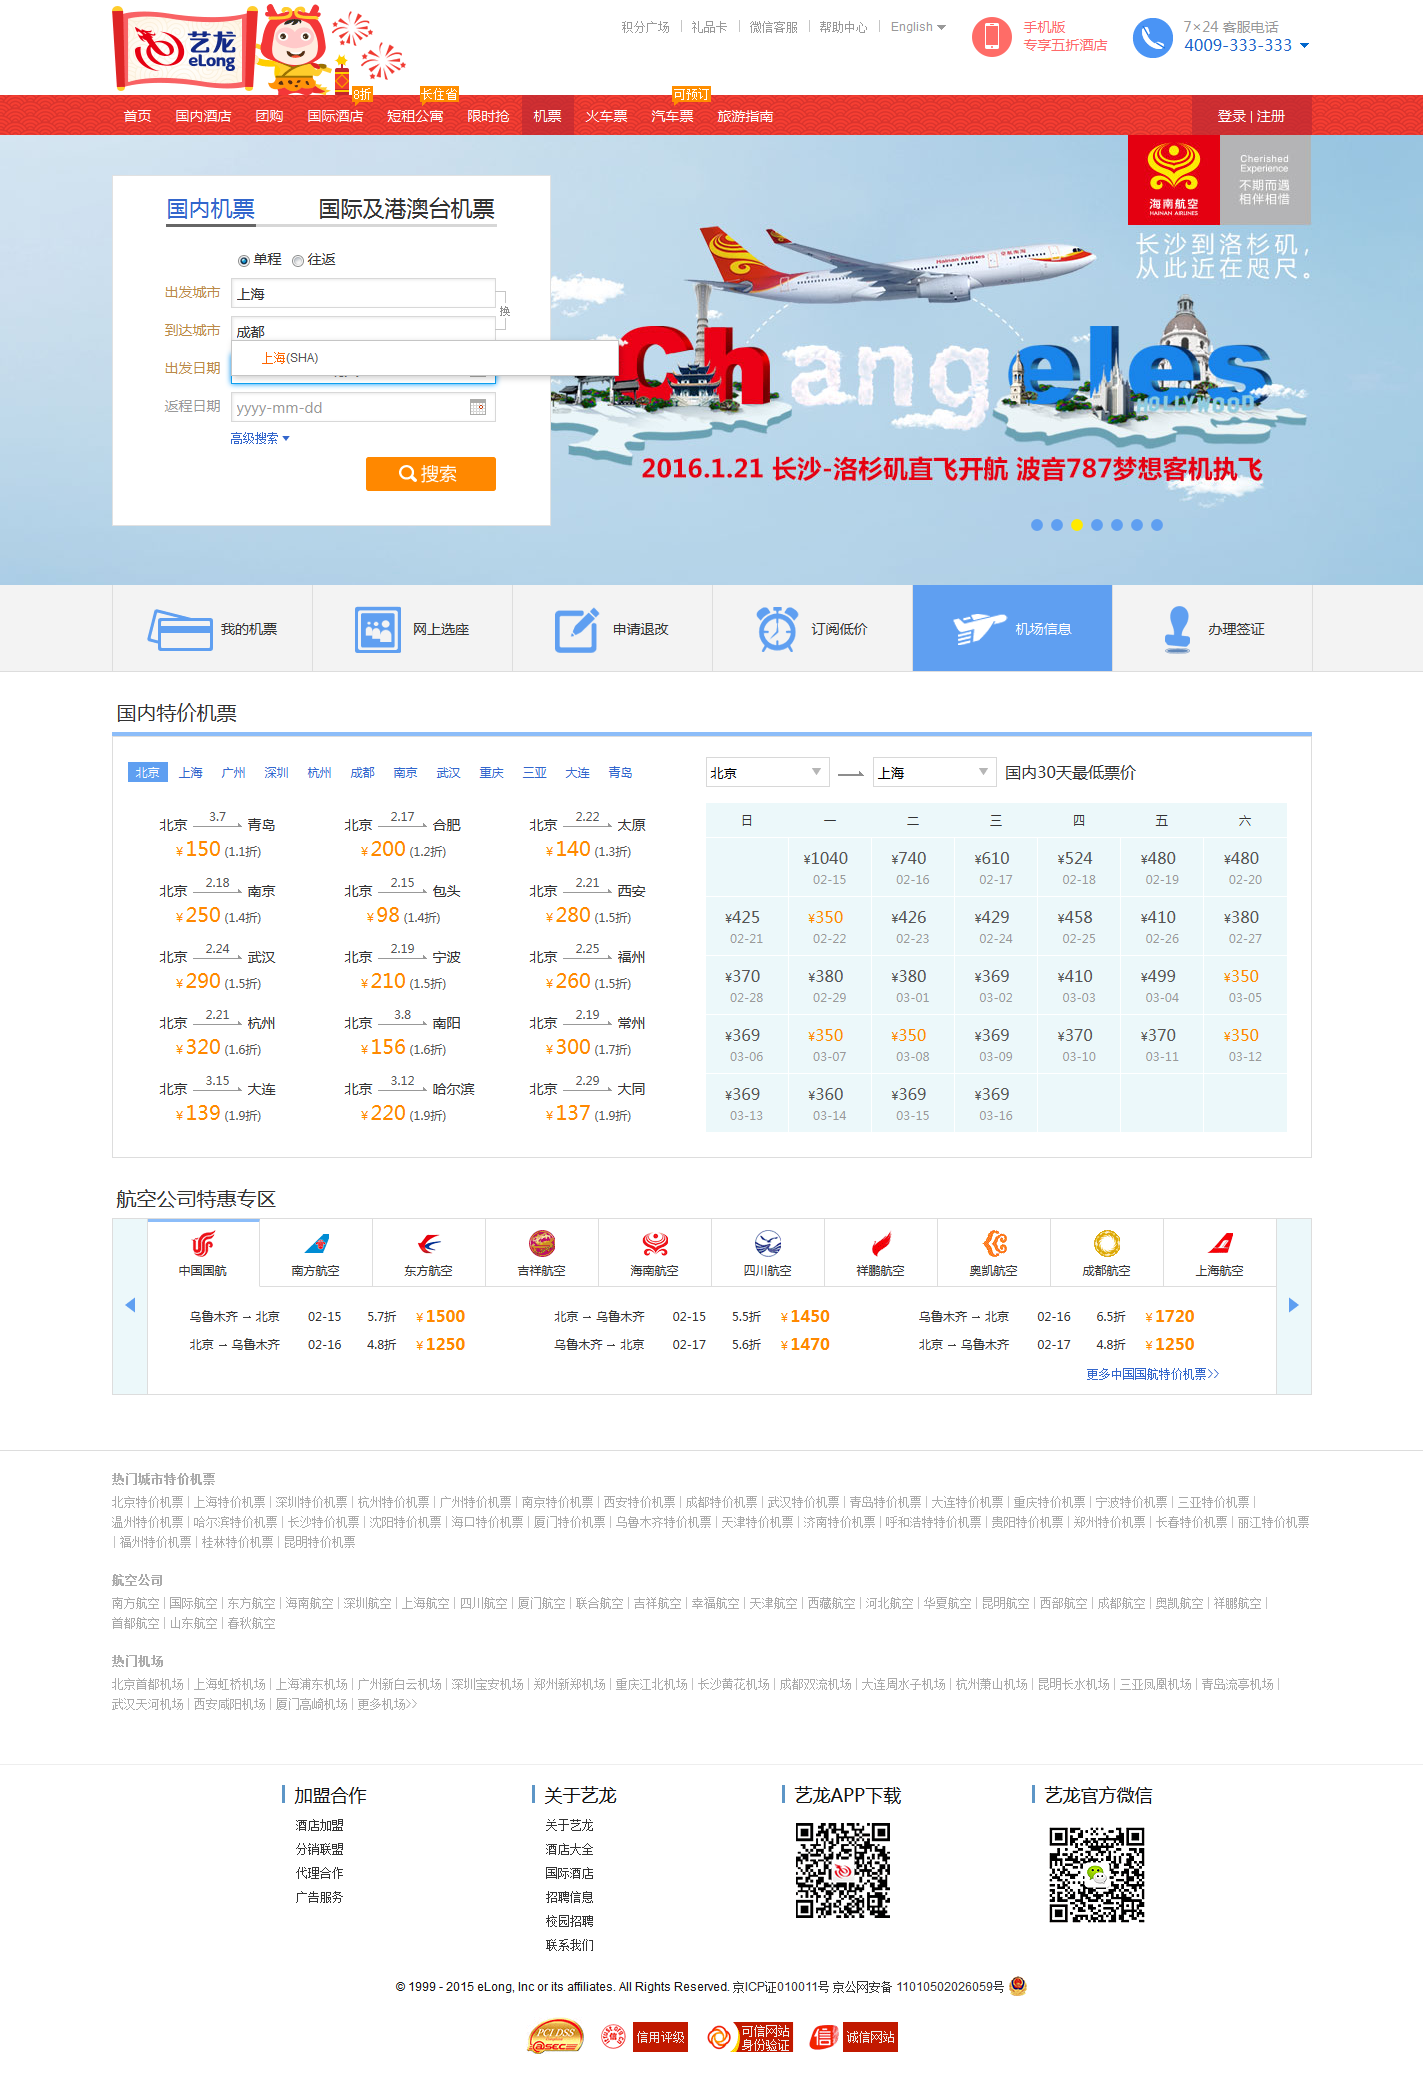 艺龙
eLong
积分广场 | 礼品卡 | 微信客服 | 帮助中心 | English
手机版
专享五折酒店
7×24 客服电话
4009-333-333
8折 长住省 可预订
首页 国内酒店 团购 国际酒店 短租公寓 限时抢 机票 火车票 汽车票 旅游指南 登录 | 注册
海南航空
HAINAN AIRLINES
Cherished
Experience
不期而遇
相伴相惜
长沙到洛杉矶,
从此近在咫尺。
Hainan Airlines
Changeles
HOLLYWOOD
2016.1.21 长沙-洛杉矶直飞开航 波音787梦想客机执飞
国内机票 国际及港澳台机票
单程 往返
出发城市 上海
换
到达城市 成都
上海(SHA)
出发日期
返程日期 yyyy-mm-dd
高级搜索
搜索
我的机票 网上选座 申请退改 订阅低价 机场信息 办理签证
国内特价机票
北京 上海 广州 深圳 杭州 成都 南京 武汉 重庆 三亚 大连 青岛
北京 3.7 青岛 北京 2.17 合肥 北京 2.22 太原
¥150 (1.1折) ¥200 (1.2折) ¥140 (1.3折)
北京 2.18 南京 北京 2.15 包头 北京 2.21 西安
¥250 (1.4折) ¥98 (1.4折) ¥280 (1.5折)
北京 2.24 武汉 北京 2.19 宁波 北京 2.25 福州
¥290 (1.5折) ¥210 (1.5折) ¥260 (1.5折)
北京 2.21 杭州 北京 3.8 南阳 北京 2.19 常州
¥320 (1.6折) ¥156 (1.6折) ¥300 (1.7折)
北京 3.15 大连 北京 3.12 哈尔滨 北京 2.29 大同
¥139 (1.9折) ¥220 (1.9折) ¥137 (1.9折)
北京 上海 国内30天最低票价
日 一 二 三 四 五 六
¥1040 ¥740 ¥610 ¥524 ¥480 ¥480
02-15 02-16 02-17 02-18 02-19 02-20
¥425 ¥350 ¥426 ¥429 ¥458 ¥410 ¥380
02-21 02-22 02-23 02-24 02-25 02-26 02-27
¥370 ¥380 ¥380 ¥369 ¥410 ¥499 ¥350
02-28 02-29 03-01 03-02 03-03 03-04 03-05
¥369 ¥350 ¥350 ¥369 ¥370 ¥370 ¥350
03-06 03-07 03-08 03-09 03-10 03-11 03-12
¥369 ¥360 ¥369 ¥369
03-13 03-14 03-15 03-16
航空公司特惠专区
中国国航 南方航空 东方航空 吉祥航空 海南航空 四川航空 祥鹏航空 奥凯航空 成都航空 上海航空
乌鲁木齐 → 北京 02-15 5.7折 ¥1500 北京 → 乌鲁木齐 02-15 5.5折 ¥1450 乌鲁木齐 → 北京 02-16 6.5折 ¥1720
北京 → 乌鲁木齐 02-16 4.8折 ¥1250 乌鲁木齐 → 北京 02-17 5.6折 ¥1470 北京 → 乌鲁木齐 02-17 4.8折 ¥1250
更多中国国航特价机票>>
热门城市特价机票
北京特价机票 | 上海特价机票 | 深圳特价机票 | 杭州特价机票 | 广州特价机票 | 南京特价机票 | 西安特价机票 | 成都特价机票 | 武汉特价机票 | 青岛特价机票 | 大连特价机票 | 重庆特价机票 | 宁波特价机票 | 三亚特价机票 |
温州特价机票 | 哈尔滨特价机票 | 长沙特价机票 | 沈阳特价机票 | 海口特价机票 | 厦门特价机票 | 乌鲁木齐特价机票 | 天津特价机票 | 济南特价机票 | 呼和浩特特价机票 | 贵阳特价机票 | 郑州特价机票 | 长春特价机票 | 丽江特价机票
| 福州特价机票 | 桂林特价机票 | 昆明特价机票
航空公司
南方航空 | 国际航空 | 东方航空 | 海南航空 | 深圳航空 | 上海航空 | 四川航空 | 厦门航空 | 联合航空 | 吉祥航空 | 幸福航空 | 天津航空 | 西藏航空 | 河北航空 | 华夏航空 | 昆明航空 | 西部航空 | 成都航空 | 奥凯航空 | 祥鹏航空 |
首都航空 | 山东航空 | 春秋航空
热门机场
北京首都机场 | 上海虹桥机场 | 上海浦东机场 | 广州新白云机场 | 深圳宝安机场 | 郑州新郑机场 | 重庆江北机场 | 长沙黄花机场 | 成都双流机场 | 大连周水子机场 | 杭州萧山机场 | 昆明长水机场 | 三亚凤凰机场 | 青岛流亭机场 |
武汉天河机场 | 西安咸阳机场 | 厦门高崎机场 | 更多机场>>
加盟合作 关于艺龙 艺龙APP下载 艺龙官方微信
酒店加盟 关于艺龙
分销联盟 酒店大全
代理合作 国际酒店
广告服务 招聘信息
校园招聘
联系我们
© 1999 - 2015 eLong, Inc or its affiliates. All Rights Reserved. 京ICP证010011号 京公网安备 11010502026059号
PCI.DSS
@SEC
信用评级
可信网站
身份验证
信
诚信网站